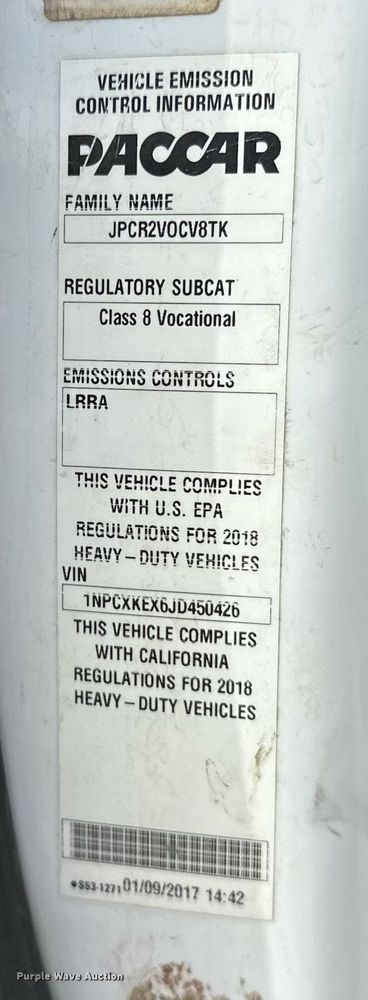 VEHICLE EMISSION
CONTROL INFORMATION
PACCAR
FAMILY NAME
JPCR2VOCV8TK
REGULATORY SUBCAT
Class 8 Vocational
EMISSIONS CONTROLS
LRRA
THIS VEHICLE COMPLIES
WITH U.S. EPA
REGULATIONS FOR 2018
HEAVY-DUTY VEHICLES
VIN
1NPCXKEX6JD450426
THIS VEHICLE COMPLIES
WITH CALIFORNIA
REGULATIONS FOR 2018
HEAVY-DUTY VEHICLES
S53-1271 01/09/2017 14:42
Purple Wave Auction